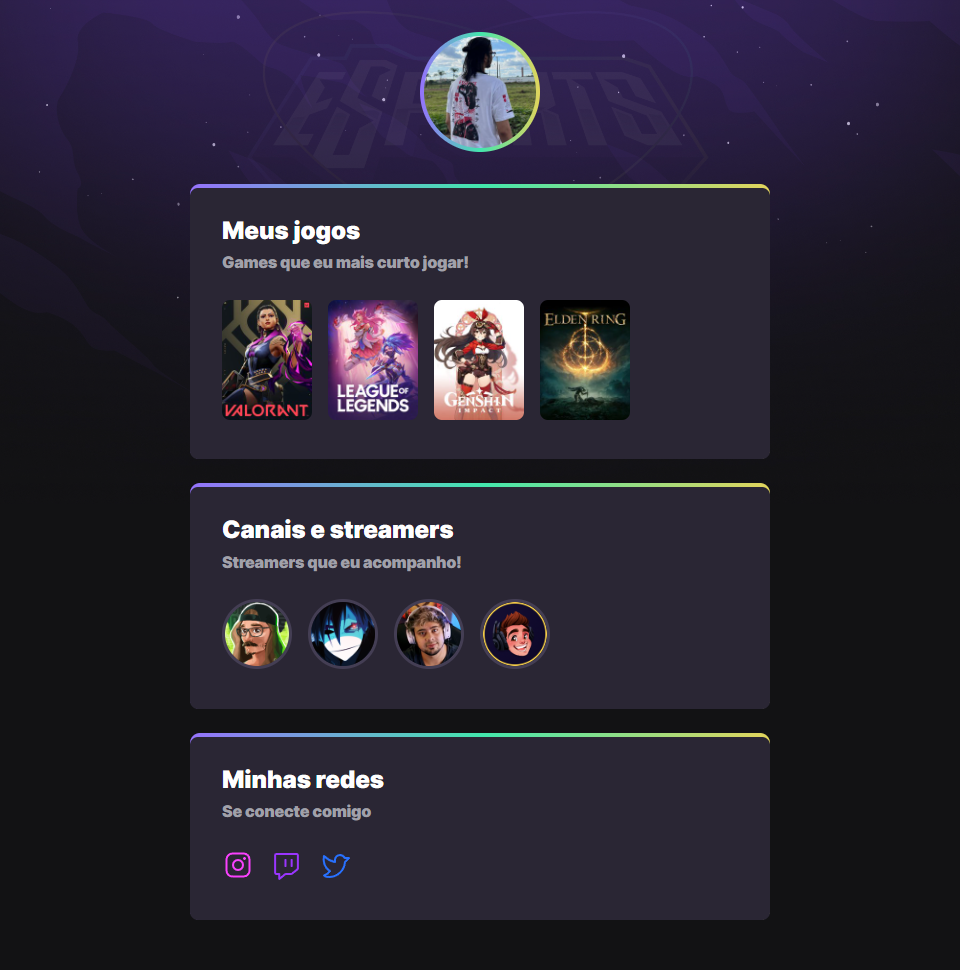 ESPORTS
Meus jogos
Games que eu mais curto jogar!
VALORANT
LEAGUE OF
LEGENDS
GENSHIN
IMPACT
ELDEN RING
Canais e streamers
Streamers que eu acompanho!
Minhas redes
Se conecte comigo